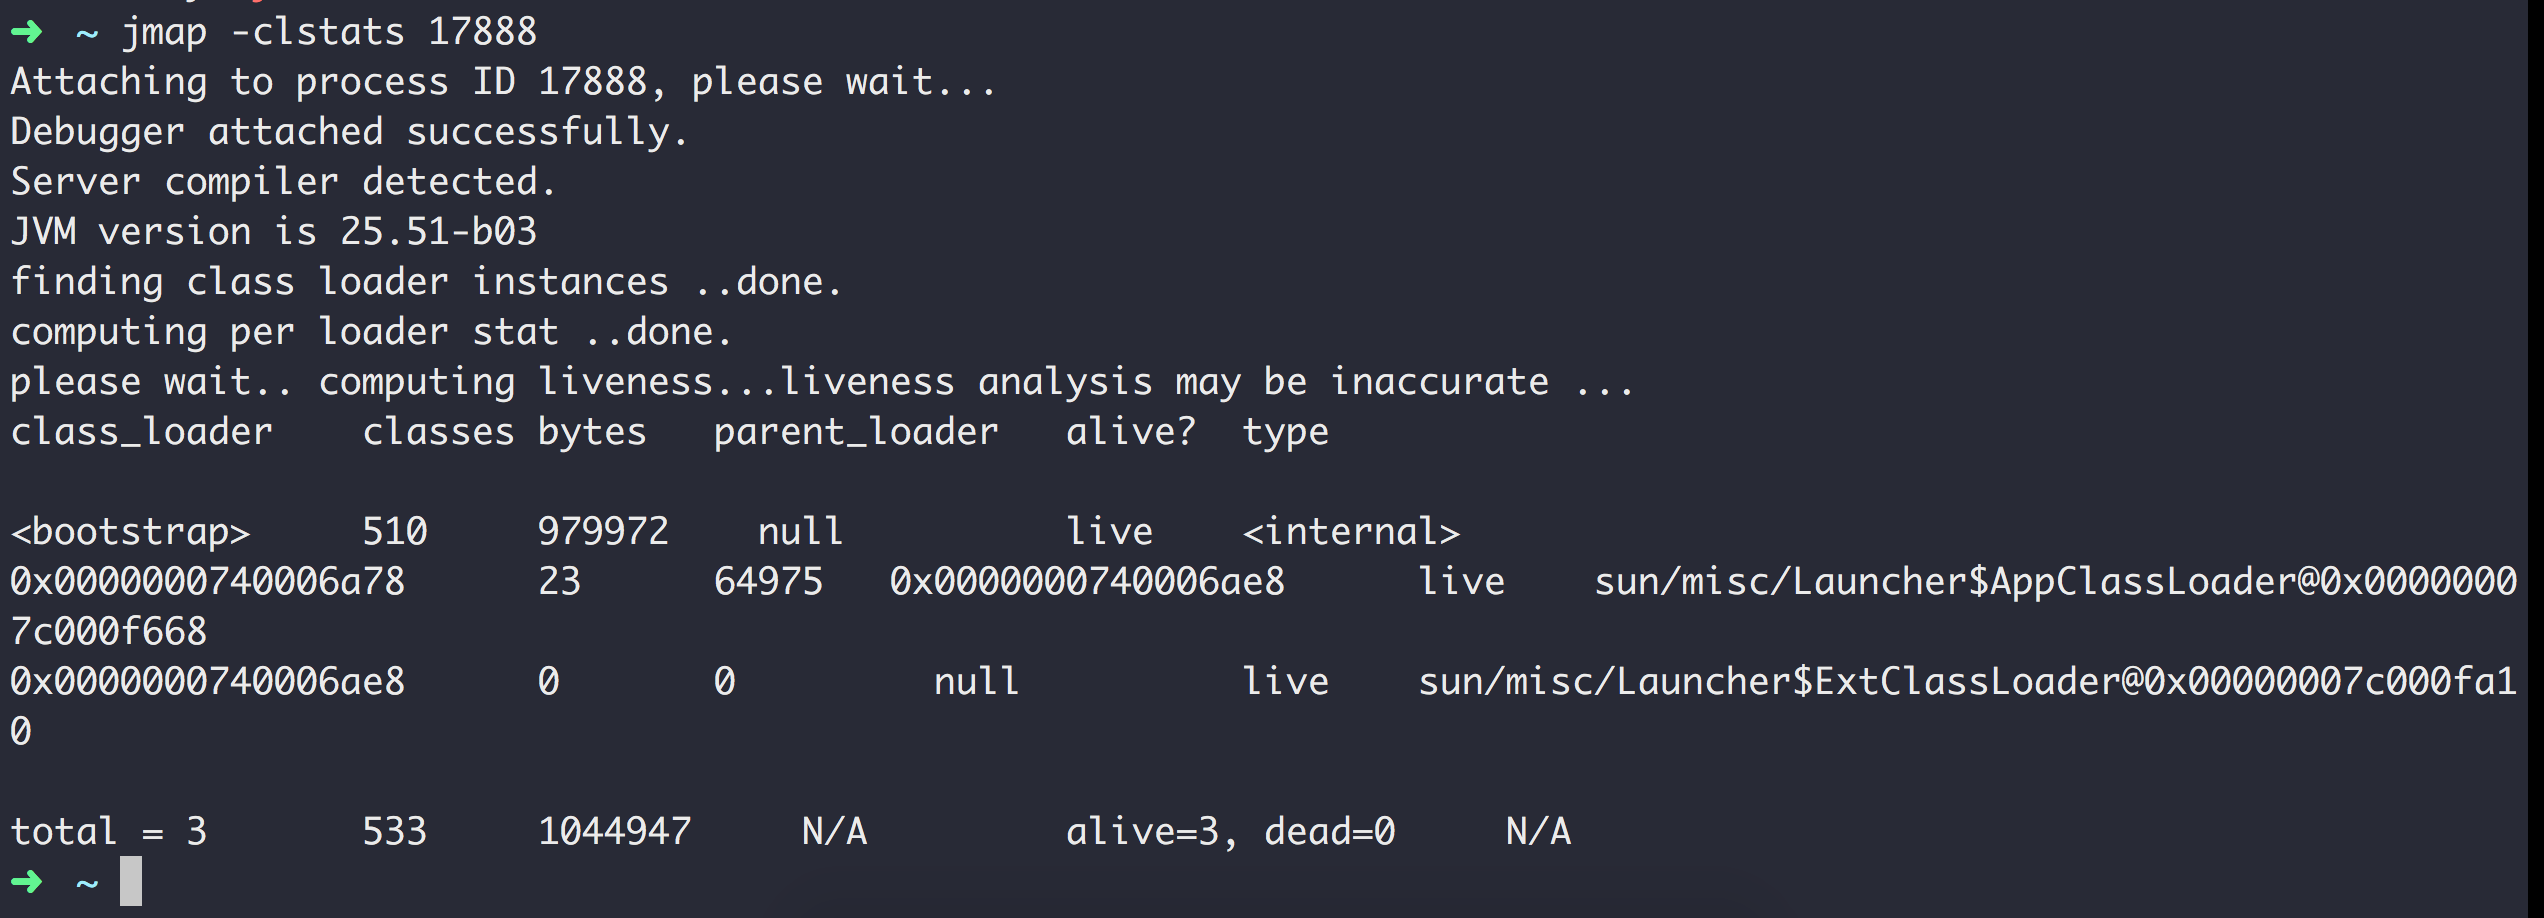 ➜ ~ jmap -clstats 17888
Attaching to process ID 17888, please wait...
Debugger attached successfully.
Server compiler detected.
JVM version is 25.51-b03
finding class loader instances ..done.
computing per loader stat ..done.
please wait.. computing liveness...liveness analysis may be inaccurate ...
class_loader classes bytes parent_loader alive? type
<bootstrap> 510 979972 null live <internal>
0x0000000740006a78 23 64975 0x0000000740006ae8 live sun/misc/Launcher$AppClassLoader@0x0000000
7c000f668
0x0000000740006ae8 0 0 null live sun/misc/Launcher$ExtClassLoader@0x00000007c000fa1
0
total = 3 533 1044947 N/A alive=3, dead=0 N/A
➜ ~